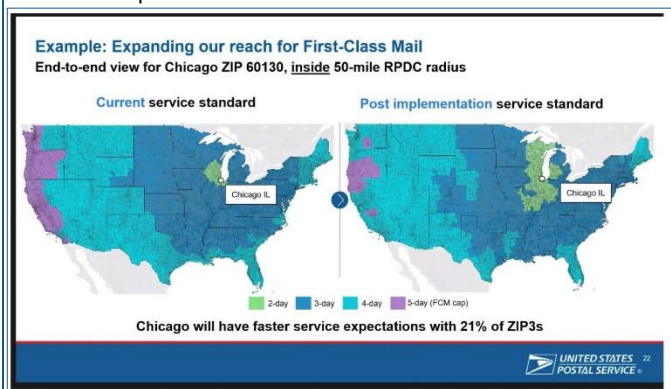 Example: Expanding our reach for First-Class Mail
End-to-end view for Chicago ZIP 60130, inside 50-mile RPDC radius
Current service standard
Post implementation service standard
Chicago IL
Chicago IL
2-day
3-day
4-day
5-day (FCM cap)
Chicago will have faster service expectations with 21% of ZIP3s
UNITED STATES
POSTAL SERVICE ®
22